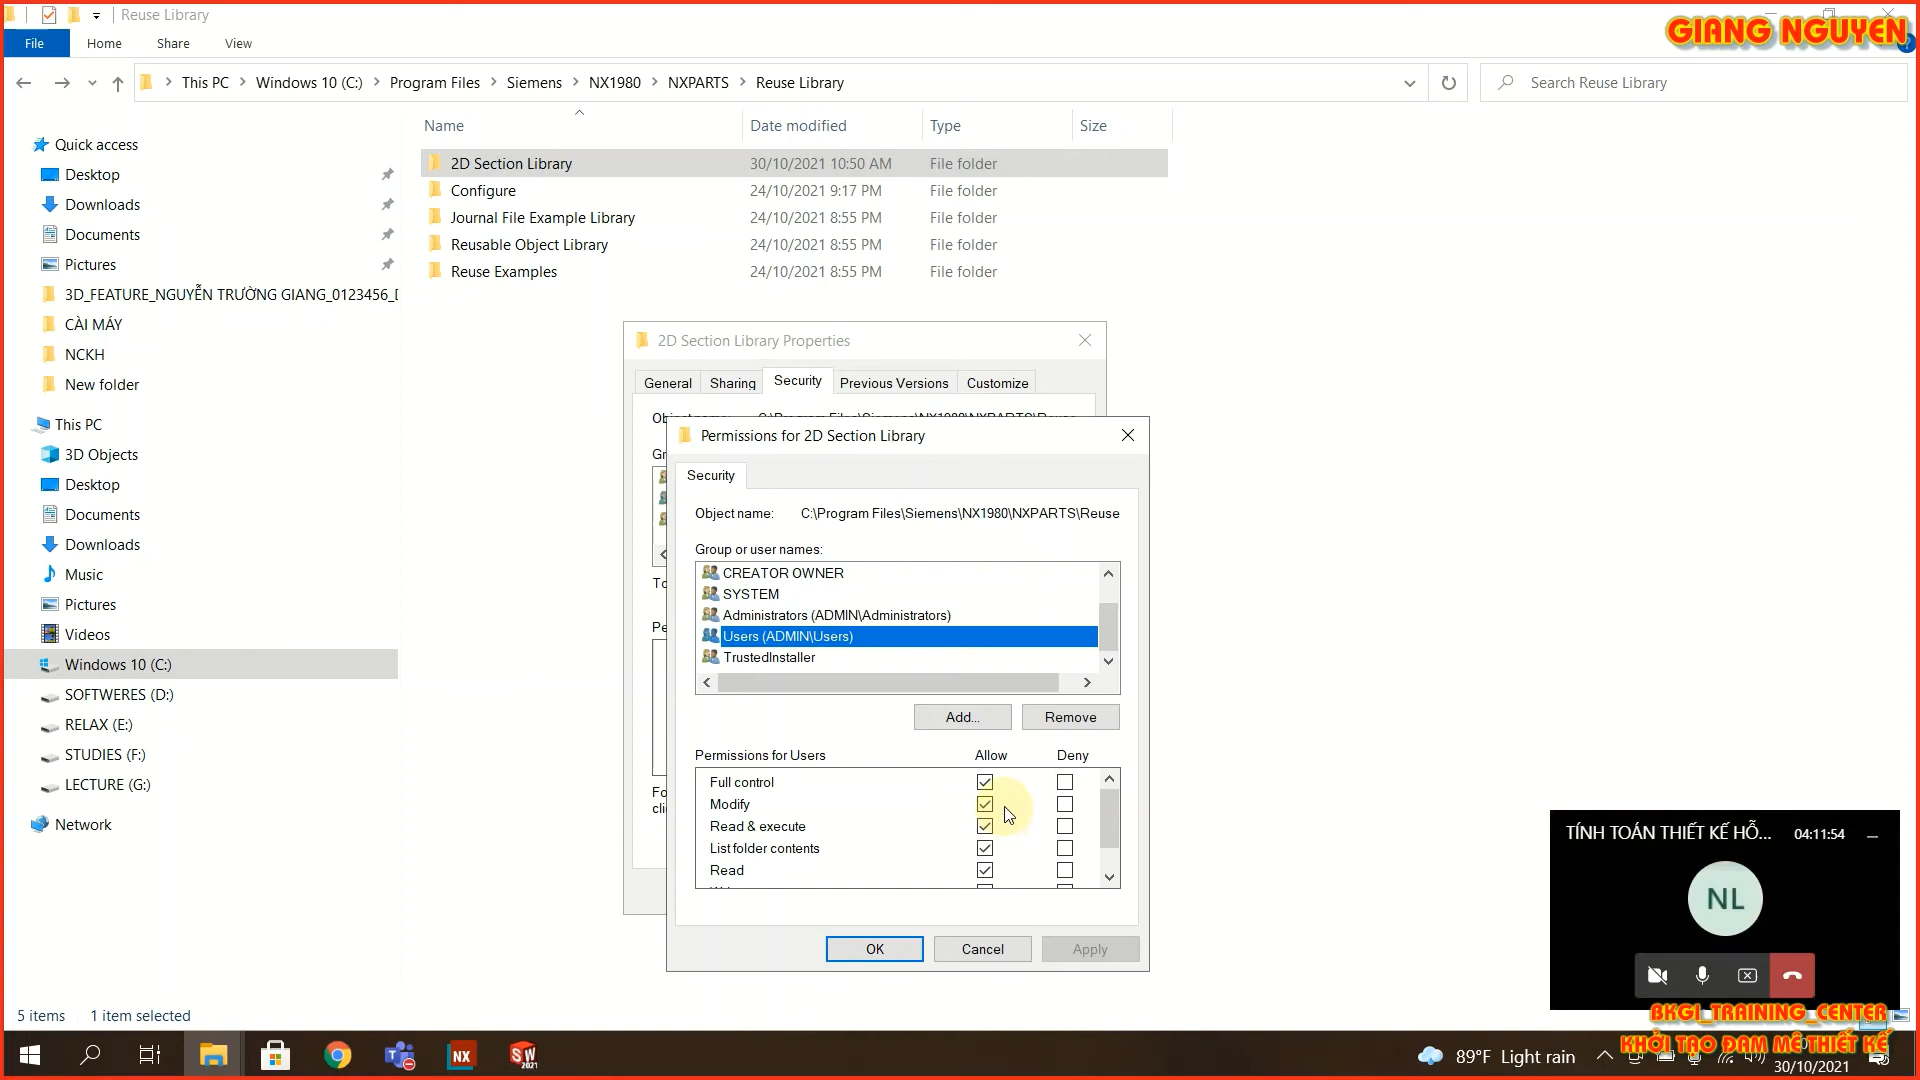 Reuse Library
GIANG NGUYEN
File
Home
Share
View
This PC
Windows 10 (C:)
Program Files
Siemens
NX1980
NXPARTS
Reuse Library
Search Reuse Library
Name
Date modified
Type
Size
2D Section Library 30/10/2021 10:50 AM File folder
Configure 24/10/2021 9:17 PM File folder
Journal File Example Library 24/10/2021 8:55 PM File folder
Reusable Object Library 24/10/2021 8:55 PM File folder
Reuse Examples 24/10/2021 8:55 PM File folder
Quick access
Desktop
Downloads
Documents
Pictures
3D_FEATURE_NGUYỄN TRƯỜNG GIANG_0123456_D
CÀI MÁY
NCKH
New folder
This PC
3D Objects
Desktop
Documents
Downloads
Music
Pictures
Videos
Windows 10 (C:)
SOFTWERES (D:)
RELAX (E:)
STUDIES (F:)
LECTURE (G:)
Network
2D Section Library Properties
General
Sharing
Security
Previous Versions
Customize
Permissions for 2D Section Library
Security
Object name: C:\Program Files\Siemens\NX1980\NXPARTS\Reuse
Group or user names:
CREATOR OWNER
SYSTEM
Administrators (ADMIN\Administrators)
Users (ADMIN\Users)
TrustedInstaller
Add...
Remove
Permissions for Users Allow Deny
Full control
Modify
Read & execute
List folder contents
Read
OK
Cancel
Apply
TÍNH TOÁN THIẾT KẾ HỖ... 04:11:54
NL
5 items 1 item selected
BKGI_TRAINING_CENTER
KHỞI TẠO ĐAM MÊ THIẾT KẾ
NX
SW
2021
89°F Light rain
30/10/2021